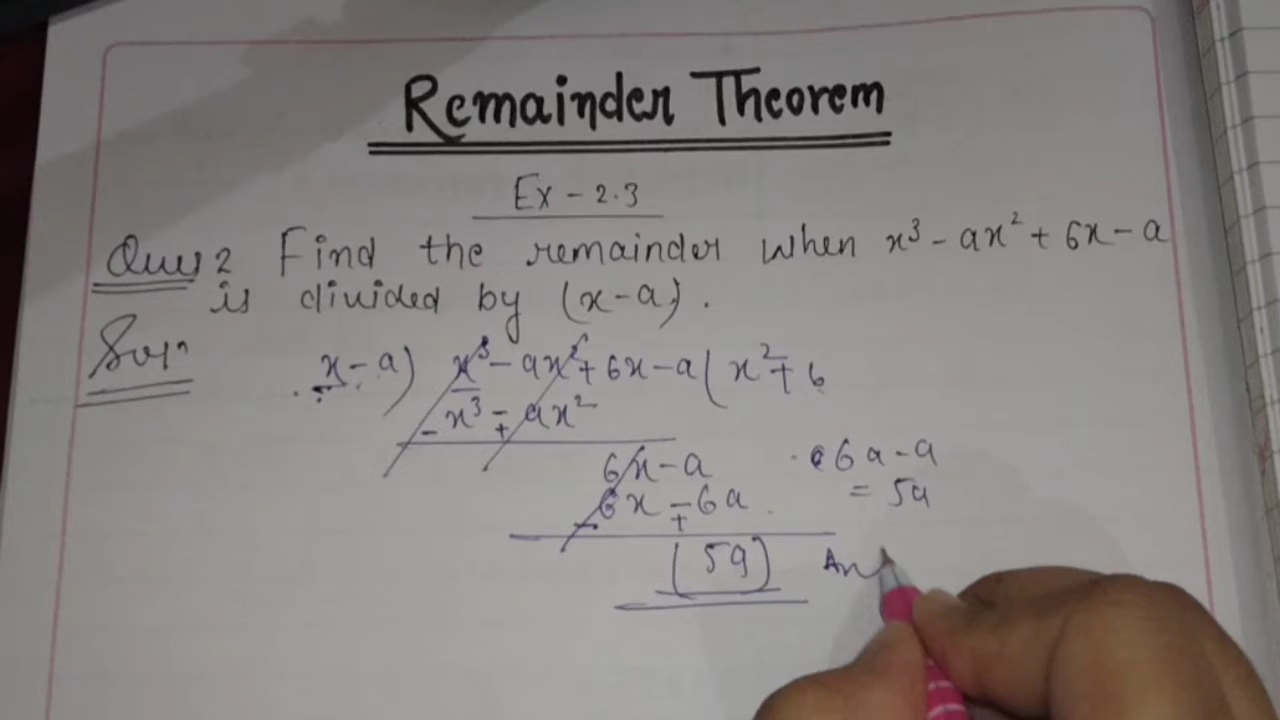 Remainder Theorem
Ex - 2.3
Ques 2 Find the remainder when x³ - ax² + 6x - a
is divided by (x-a).
Solⁿ
x - a) x³ - ax² + 6x - a ( x² + 6
- x³ - + ax²
6x - a 6a - a
- 6x - + 6a = 5a
(5a) An